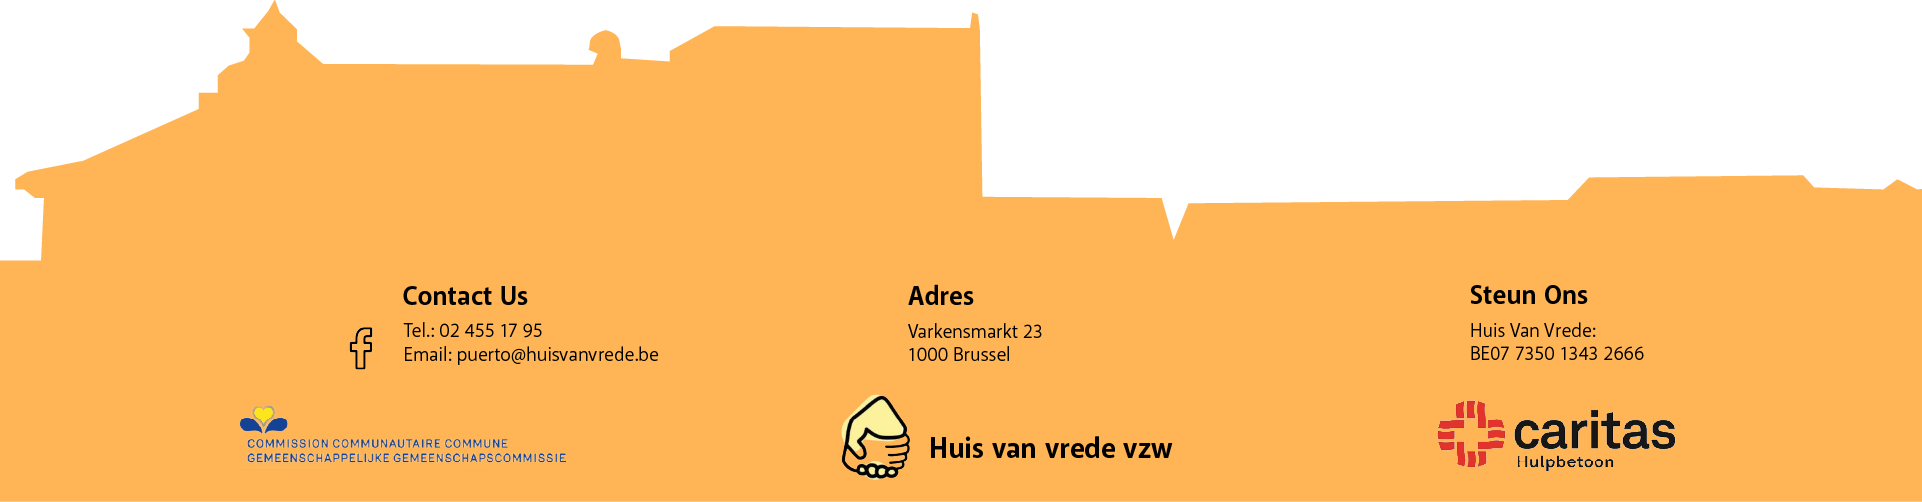 Contact Us
Tel.: 02 455 17 95
Email: puerto@huisvanvrede.be
Adres
Varkensmarkt 23
1000 Brussel
Steun Ons
Huis Van Vrede:
BE07 7350 1343 2666
COMMISSION COMMUNAUTAIRE COMMUNE
GEMEENSCHAPPELIJKE GEMEENSCHAPSCOMMISSIE
Huis van vrede vzw
caritas
Hulpbetoon